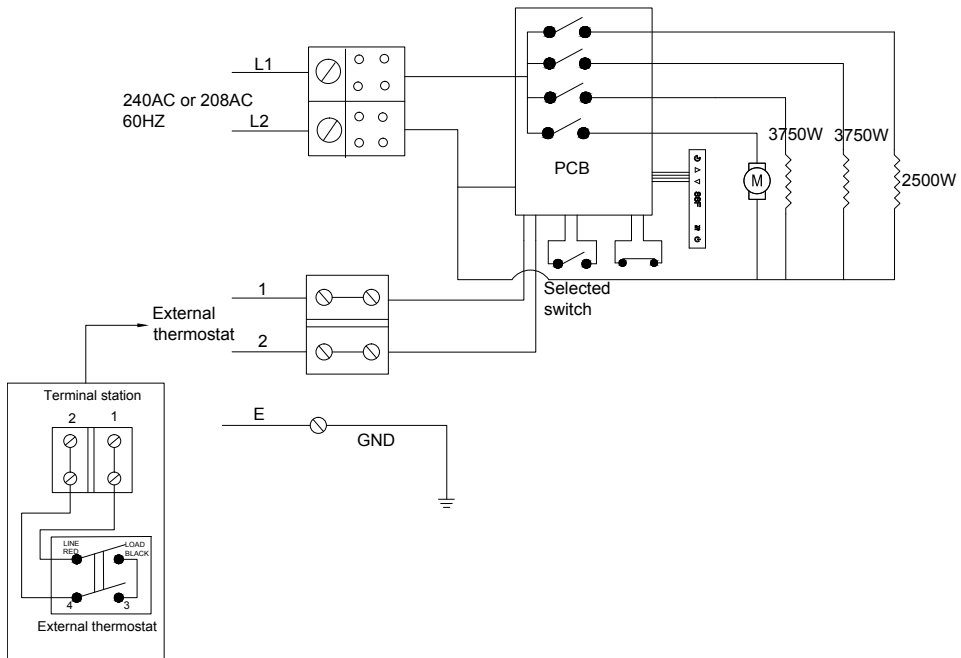 L1
240AC or 208AC
60HZ
L2
PCB
3750W
3750W
M
2500W
88F
Selected
switch
1
External
thermostat
2
Terminal station
2
1
E
GND
LINE
RED
LOAD
BLACK
4
3
External thermostat